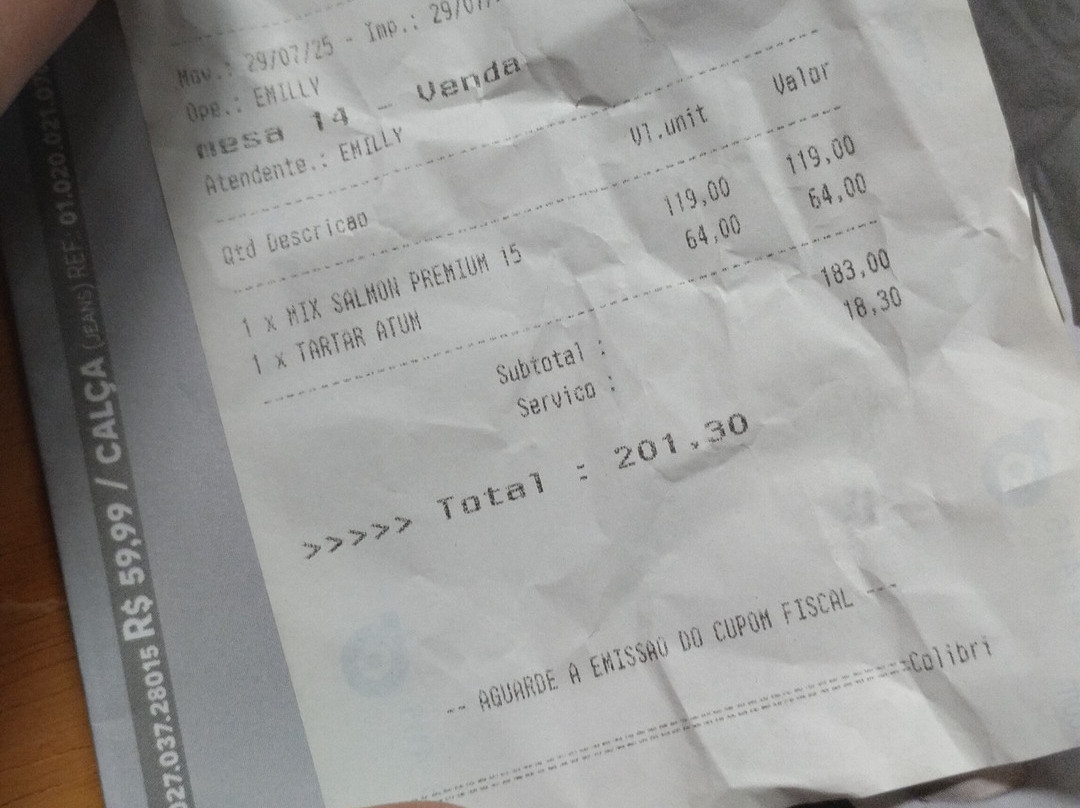 Mov.: 29/07/25 - Imp.: 29/07/
Ope.: EMILLY
mesa 14 - Venda
Atendente.: EMILLY
Qtd Descricao Vl.unit Valor
1 x MIX SALMON PREMIUM 15 119,00 119,00
1 x TARTAR ATUM 64,00 64,00
Subtotal : 183,00
Servico : 18,30
>>>>> Total : 201,30
-- AGUARDE A EMISSAO DO CUPOM FISCAL ---
Colibri
027.037.28015 R$ 59,99 / CALÇA (JEANS) REF: 01.020.021.07